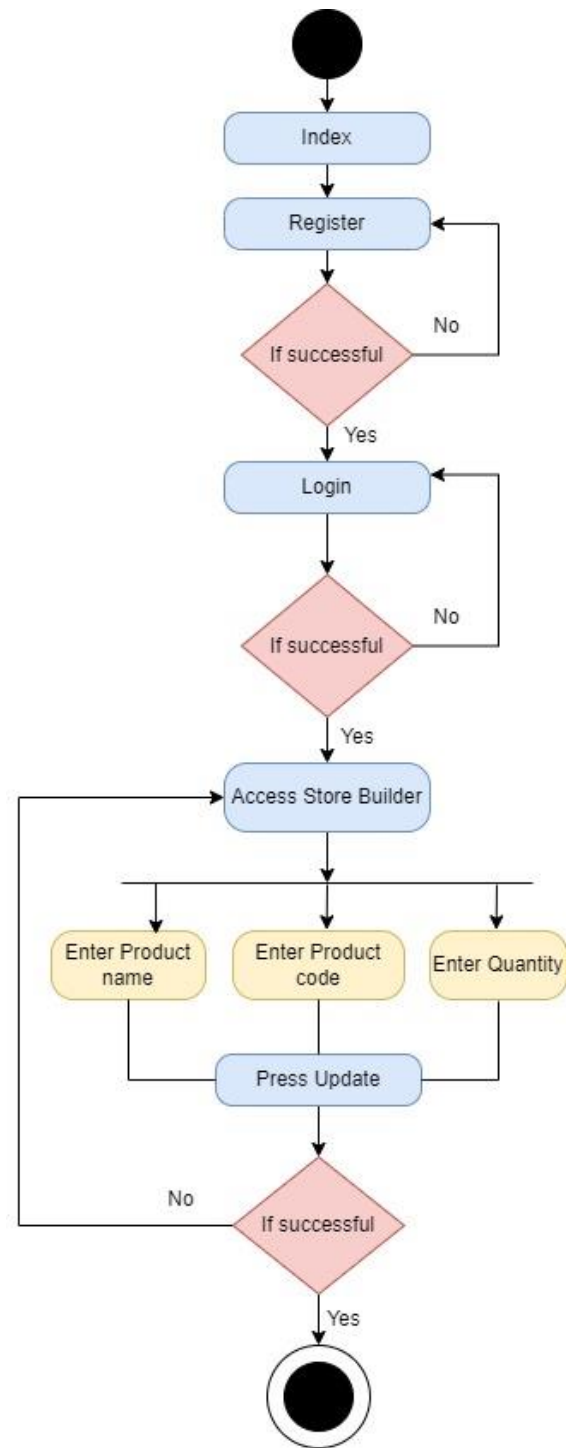 Index
Register
No
If successful
Yes
Login
No
If successful
Yes
Access Store Builder
Enter Product
name
Enter Product
code
Enter Quantity
Press Update
No
If successful
Yes